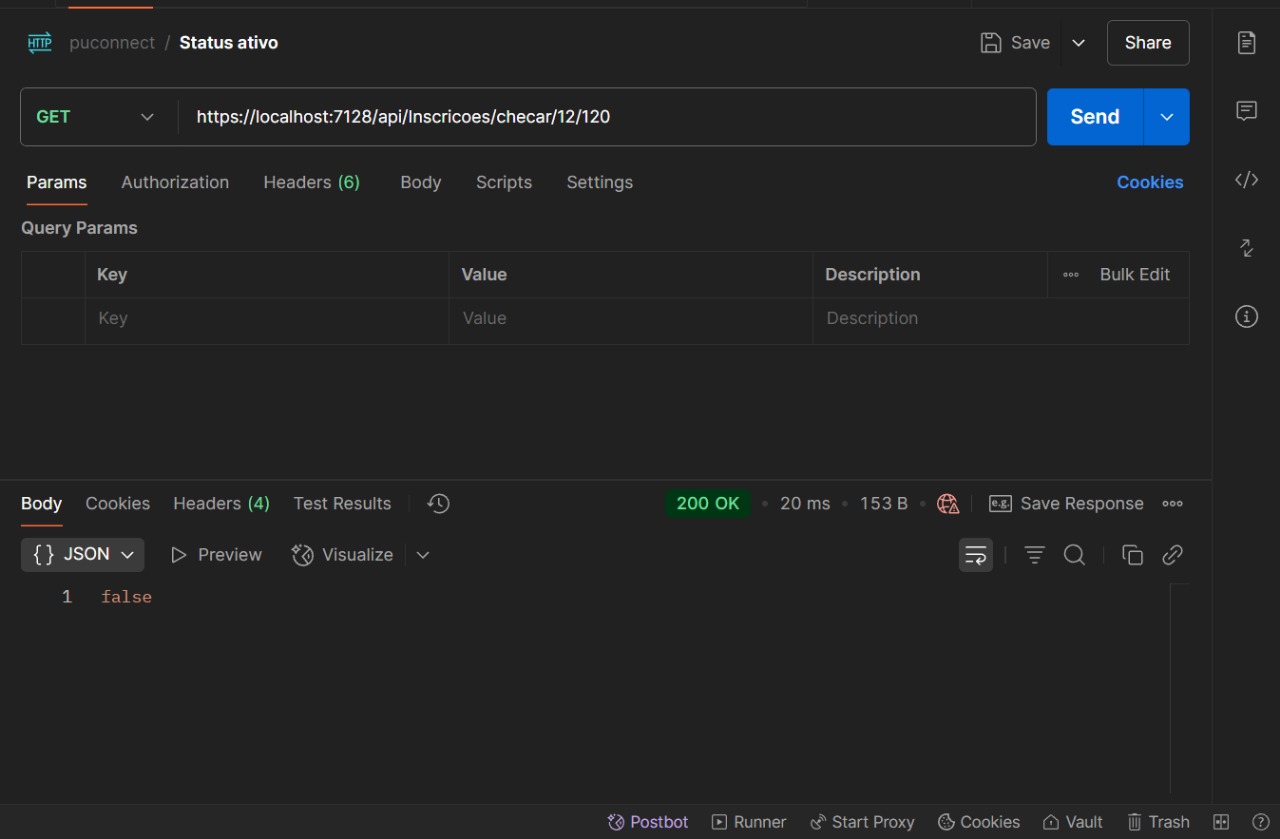 HTTP puconnect / Status ativo Save Share
GET https://localhost:7128/api/Inscricoes/checar/12/120 Send
Params Authorization Headers (6) Body Scripts Settings Cookies
Query Params
Key Value Description Bulk Edit
Key Value Description
Body Cookies Headers (4) Test Results 200 OK • 20 ms • 153 B • e.g. Save Response
{ } JSON Preview Visualize
1 false
Postbot Runner Start Proxy Cookies Vault Trash